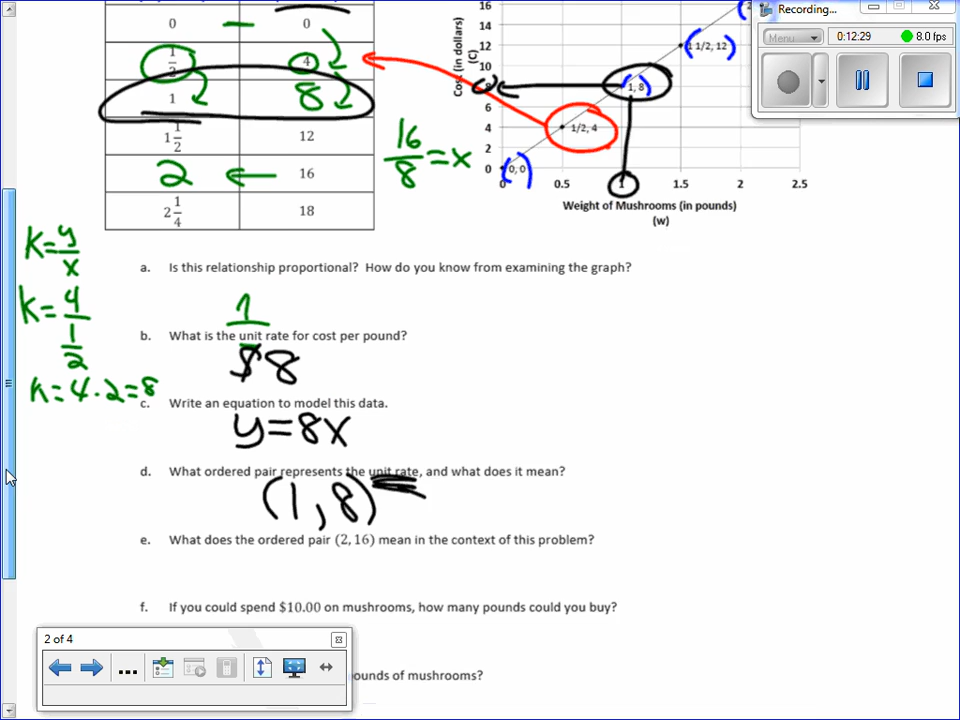 0 — 0
1/2 4
1 8
1 1/2 12
2 ← 16
2 1/4 18
16/8 = x
Cost (in dollars)
(C)
16
14
12
10
8
6
4
2
0
0 0.5 1 1.5 2 2.5
0, 0
1/2, 4
1, 8
1 1/2, 12
Weight of Mushrooms (in pounds)
(w)
Recording...
Menu 0:12:29 8.0 fps
K = y/x
K = 4/(1/2)
K = 4 · 2 = 8
a. Is this relationship proportional? How do you know from examining the graph?
1
b. What is the unit rate for cost per pound?
$8
c. Write an equation to model this data.
y = 8x
d. What ordered pair represents the unit rate, and what does it mean?
(1, 8)
e. What does the ordered pair (2, 16) mean in the context of this problem?
f. If you could spend $10.00 on mushrooms, how many pounds could you buy?
2 of 4
pounds of mushrooms?